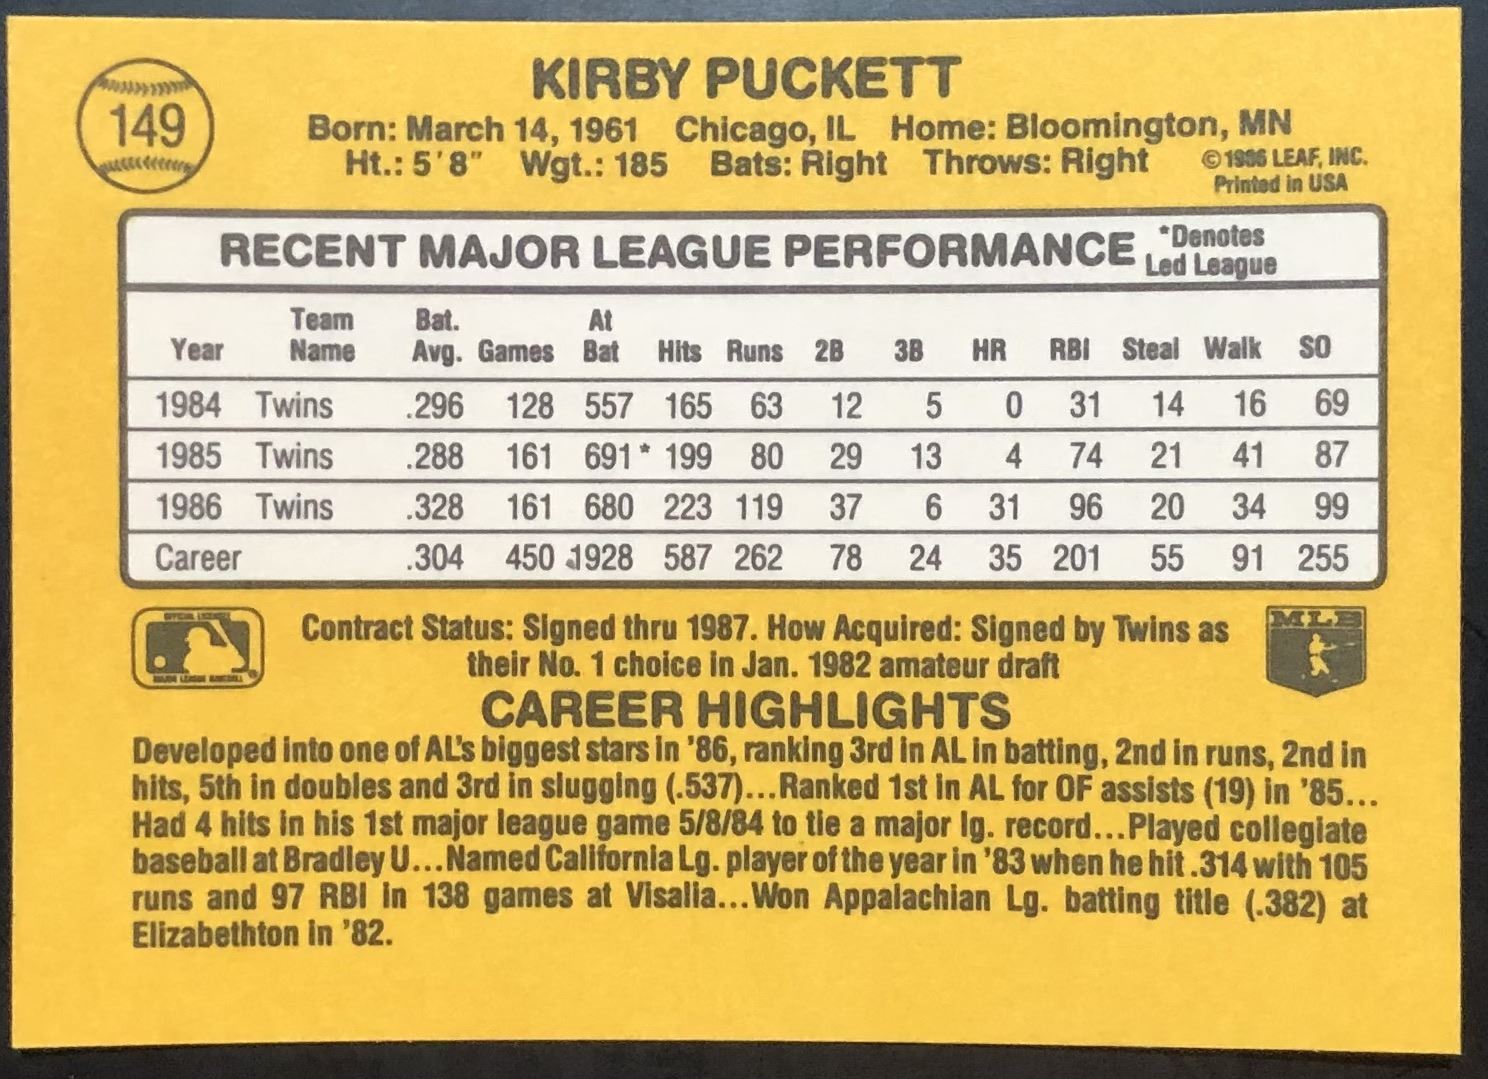 149
KIRBY PUCKETT
Born: March 14, 1961 Chicago, IL Home: Bloomington, MN
Ht.: 5'8" Wgt.: 185 Bats: Right Throws: Right
©1986 LEAF, INC.
Printed in USA
RECENT MAJOR LEAGUE PERFORMANCE
*Denotes
Led League
Year Team Name Bat. Avg. Games At Bat Hits Runs 2B 3B HR RBI Steal Walk SO
1984 Twins .296 128 557 165 63 12 5 0 31 14 16 69
1985 Twins .288 161 691* 199 80 29 13 4 74 21 41 87
1986 Twins .328 161 680 223 119 37 6 31 96 20 34 99
Career .304 450 1928 587 262 78 24 35 201 55 91 255
Contract Status: Signed thru 1987. How Acquired: Signed by Twins as
their No. 1 choice in Jan. 1982 amateur draft
MLB
MAJOR LEAGUE BASEBALL
CAREER HIGHLIGHTS
Developed into one of AL's biggest stars in '86, ranking 3rd in AL in batting, 2nd in runs, 2nd in
hits, 5th in doubles and 3rd in slugging (.537)...Ranked 1st in AL for OF assists (19) in '85...
Had 4 hits in his 1st major league game 5/8/84 to tie a major lg. record...Played collegiate
baseball at Bradley U...Named California Lg. player of the year in '83 when he hit .314 with 105
runs and 97 RBI in 138 games at Visalia...Won Appalachian Lg. batting title (.382) at
Elizabethton in '82.